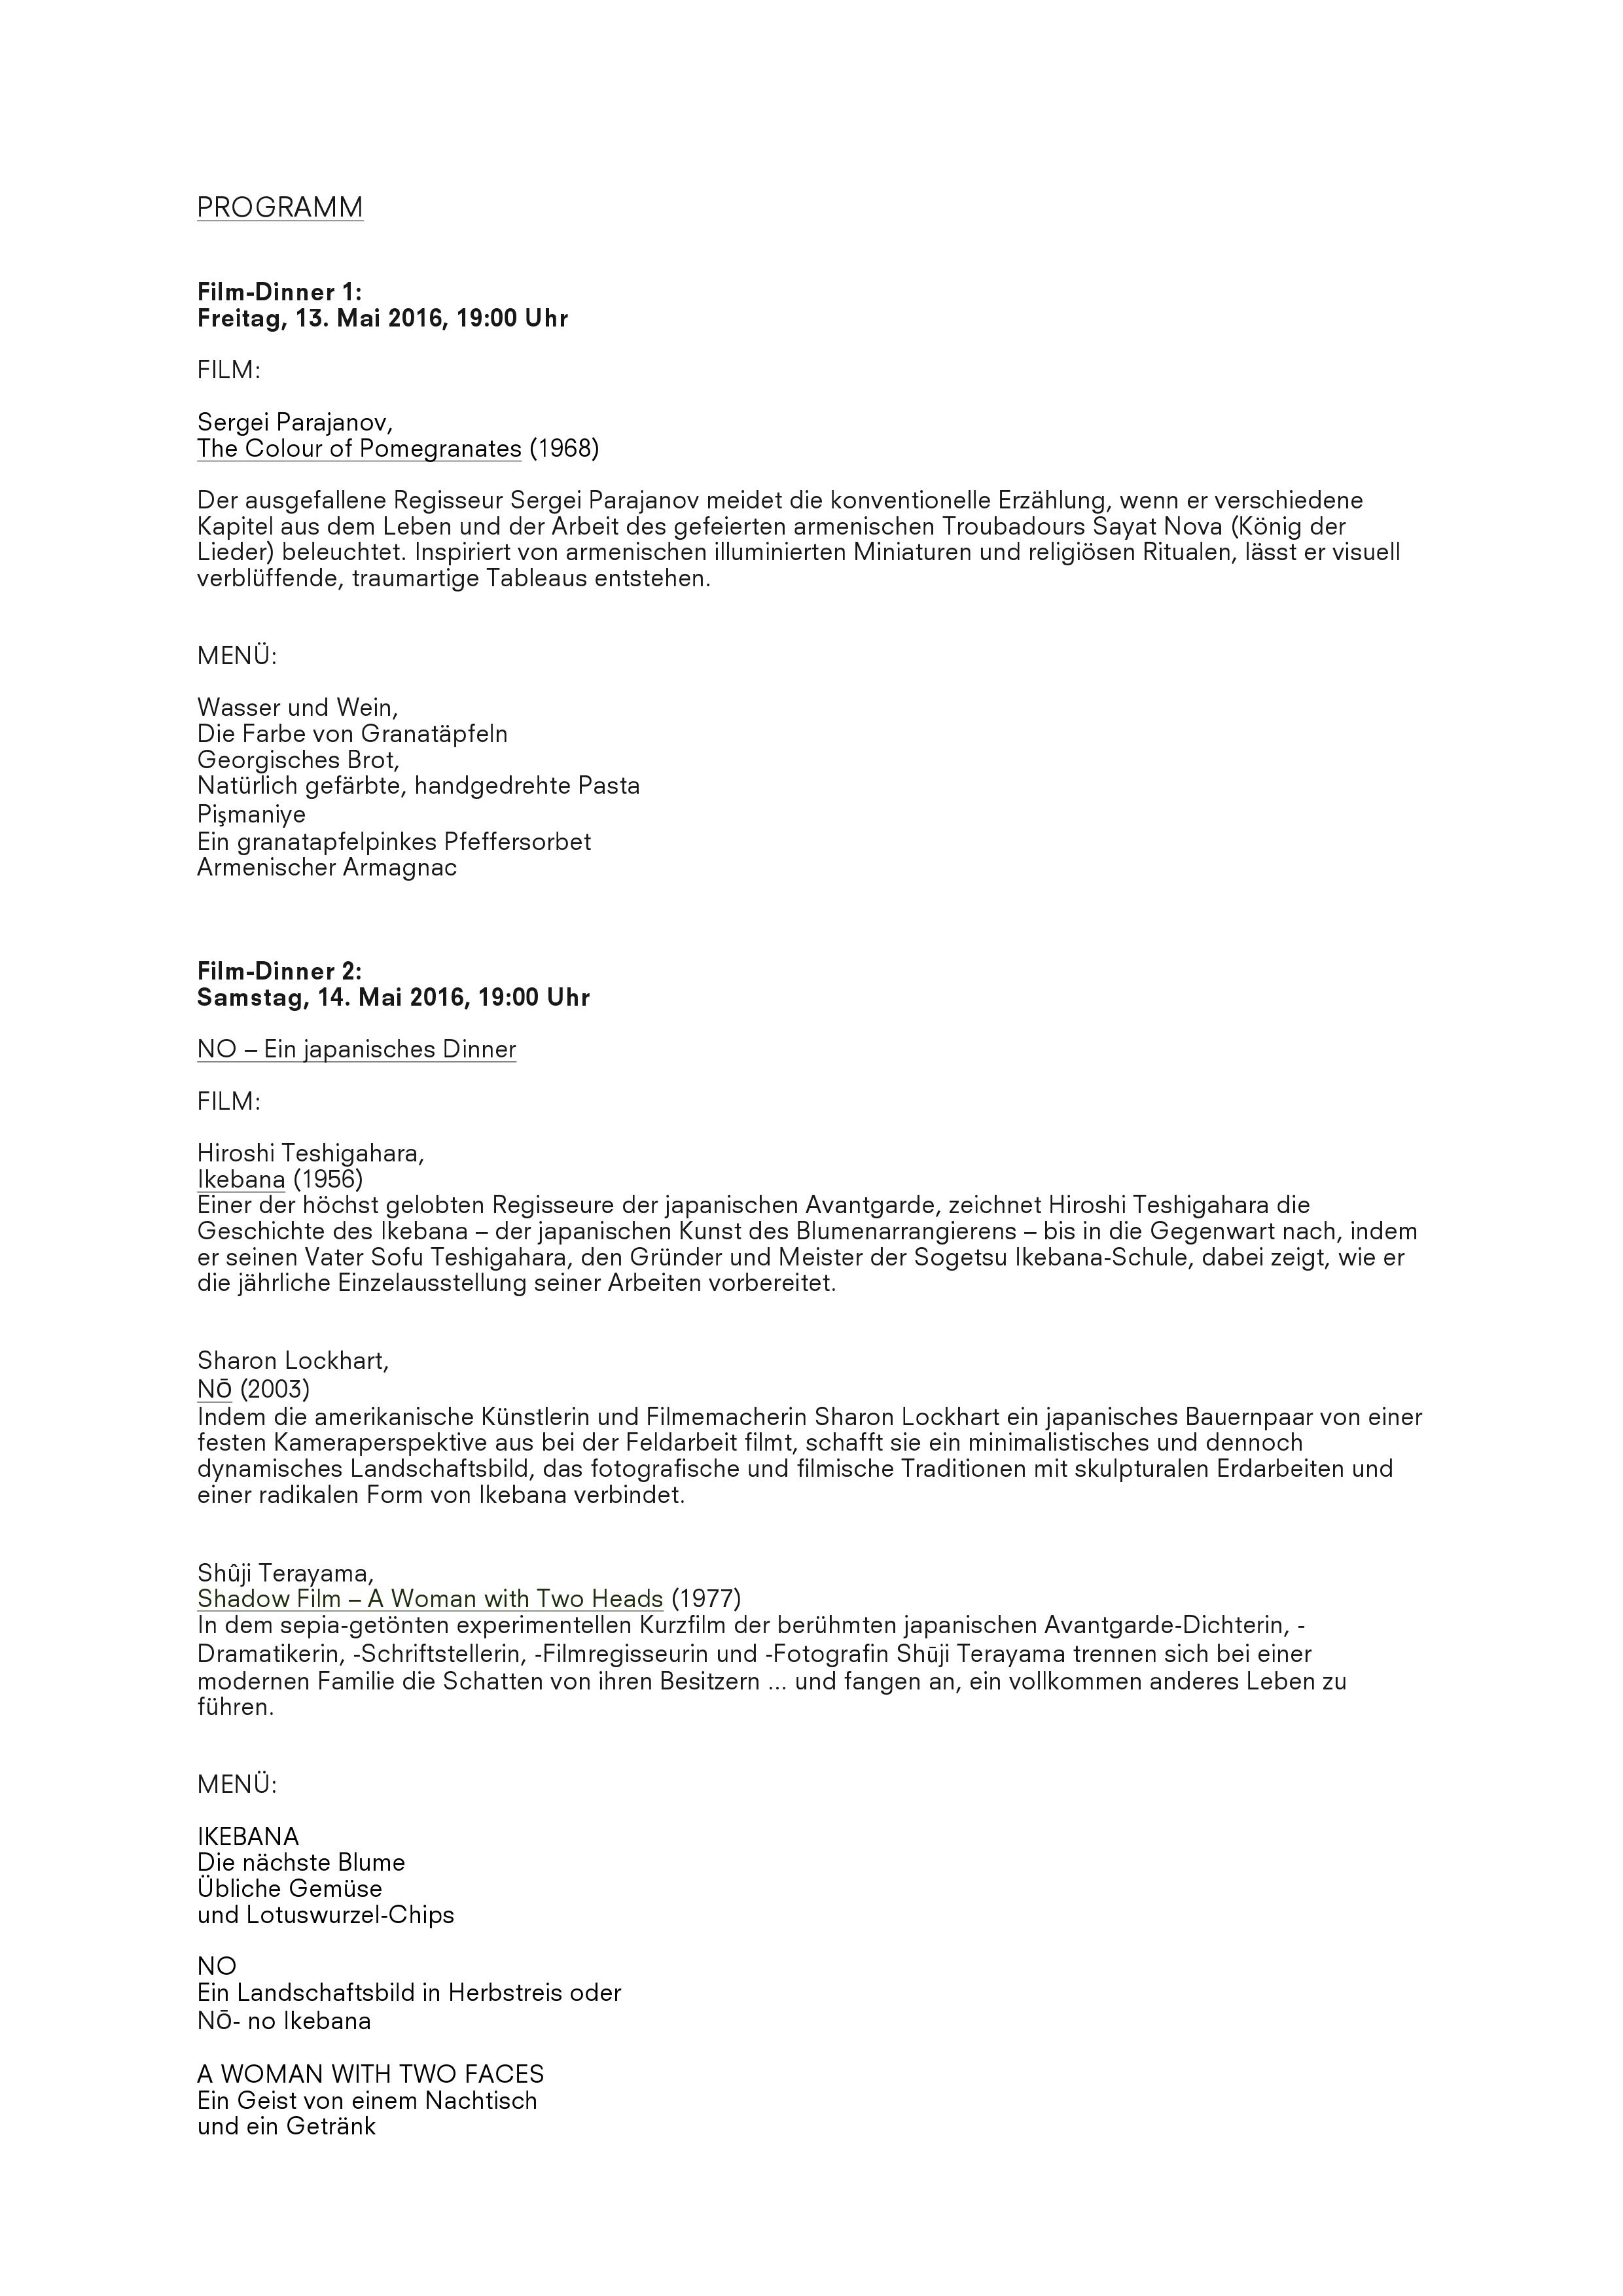 PROGRAMM
Film-Dinner 1:
Freitag, 13. Mai 2016, 19:00 Uhr
FILM:
Sergei Parajanov,
The Colour of Pomegranates (1968)
Der ausgefallene Regisseur Sergei Parajanov meidet die konventionelle Erzählung, wenn er verschiedene
Kapitel aus dem Leben und der Arbeit des gefeierten armenischen Troubadours Sayat Nova (König der
Lieder) beleuchtet. Inspiriert von armenischen illuminierten Miniaturen und religiösen Ritualen, lässt er visuell
verblüffende, traumartige Tableaus entstehen.
MENÜ:
Wasser und Wein,
Die Farbe von Granatäpfeln
Georgisches Brot,
Natürlich gefärbte, handgedrehte Pasta
Pişmaniye
Ein granatapfelpinkes Pfeffersorbet
Armenischer Armagnac
Film-Dinner 2:
Samstag, 14. Mai 2016, 19:00 Uhr
NO – Ein japanisches Dinner
FILM:
Hiroshi Teshigahara,
Ikebana (1956)
Einer der höchst gelobten Regisseure der japanischen Avantgarde, zeichnet Hiroshi Teshigahara die
Geschichte des Ikebana – der japanischen Kunst des Blumenarrangierens – bis in die Gegenwart nach, indem
er seinen Vater Sofu Teshigahara, den Gründer und Meister der Sogetsu Ikebana-Schule, dabei zeigt, wie er
die jährliche Einzelausstellung seiner Arbeiten vorbereitet.
Sharon Lockhart,
Nō (2003)
Indem die amerikanische Künstlerin und Filmemacherin Sharon Lockhart ein japanisches Bauernpaar von einer
festen Kameraperspektive aus bei der Feldarbeit filmt, schafft sie ein minimalistisches und dennoch
dynamisches Landschaftsbild, das fotografische und filmische Traditionen mit skulpturalen Erdarbeiten und
einer radikalen Form von Ikebana verbindet.
Shûji Terayama,
Shadow Film – A Woman with Two Heads (1977)
In dem sepia-getönten experimentellen Kurzfilm der berühmten japanischen Avantgarde-Dichterin, -
Dramatikerin, -Schriftstellerin, -Filmregisseurin und -Fotografin Shūji Terayama trennen sich bei einer
modernen Familie die Schatten von ihren Besitzern ... und fangen an, ein vollkommen anderes Leben zu
führen.
MENÜ:
IKEBANA
Die nächste Blume
Übliche Gemüse
und Lotuswurzel-Chips
NO
Ein Landschaftsbild in Herbstreis oder
Nō- no Ikebana
A WOMAN WITH TWO FACES
Ein Geist von einem Nachtisch
und ein Getränk